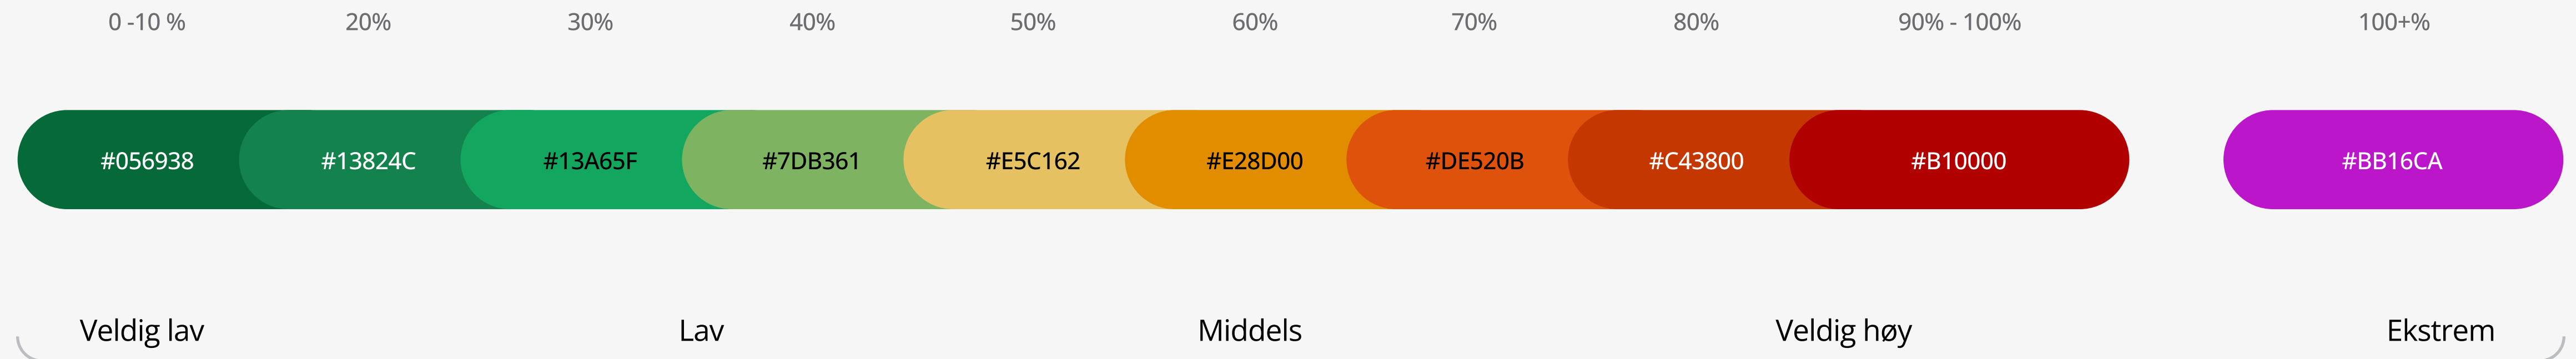 0 -10 % 20% 30% 40% 50% 60% 70% 80% 90% - 100% 100+%
#056938 #13824C #13A65F #7DB361 #E5C162 #E28D00 #DE520B #C43800 #B10000 #BB16CA
Veldig lav Lav Middels Veldig høy Ekstrem